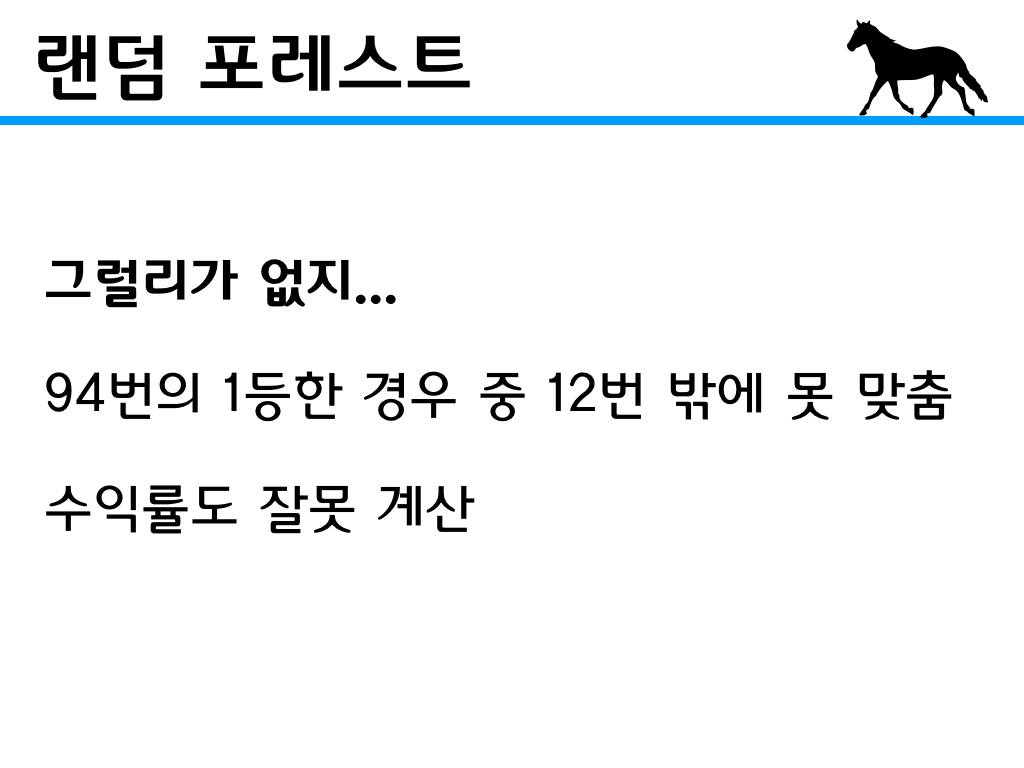 랜덤 포레스트
그럴리가 없지...
94번의 1등한 경우 중 12번 밖에 못 맞춤
수익률도 잘못 계산